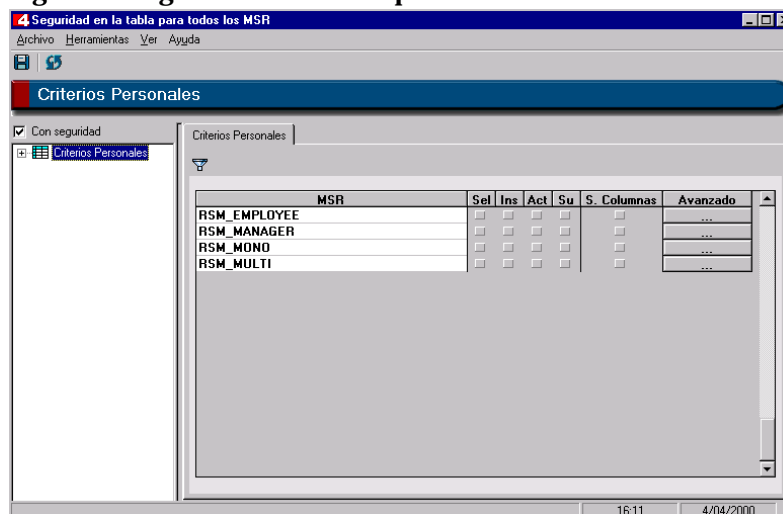 Seguridad en la tabla para todos los MSR
Archivo Herramientas Ver Ayuda
Criterios Personales
Con seguridad
Criterios Personales
Criterios Personales
MSR Sel Ins Act Su S. Columnas Avanzado
RSM_EMPLOYEE ...
RSM_MANAGER ...
RSM_MONO ...
RSM_MULTI ...
16:11 4/04/2000